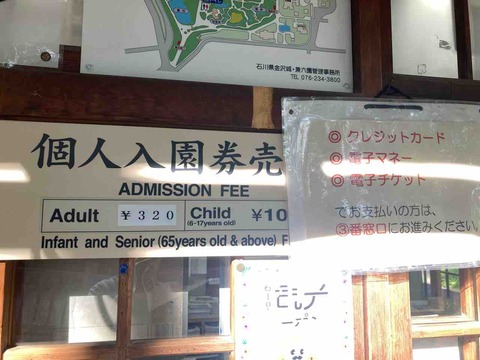 石川県金沢城・兼六園管理事務所
TEL 076-234-3800
個人入園券売
ADMISSION FEE
Adult ￥320 Child ￥10
(6-17years old)
Infant and Senior (65years old & above) F
◎ クレジットカード
◎ 電子マネー
◎ 電子チケット
でお支払いの方は、
③番窓口にお進みください。